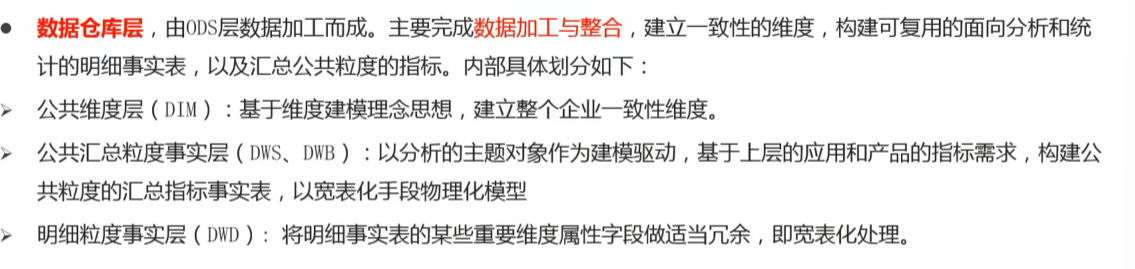 ● 数据仓库层，由ODS层数据加工而成。主要完成数据加工与整合，建立一致性的维度，构建可复用的面向分析和统
计的明细事实表，以及汇总公共粒度的指标。内部具体划分如下：
➢ 公共维度层（DIM）：基于维度建模理念思想，建立整个企业一致性维度。
➢ 公共汇总粒度事实层（DWS、DWB）：以分析的主题对象作为建模驱动，基于上层的应用和产品的指标需求，构建公
共粒度的汇总指标事实表，以宽表化手段物理化模型
➢ 明细粒度事实层（DWD）：将明细事实表的某些重要维度属性字段做适当冗余，即宽表化处理。